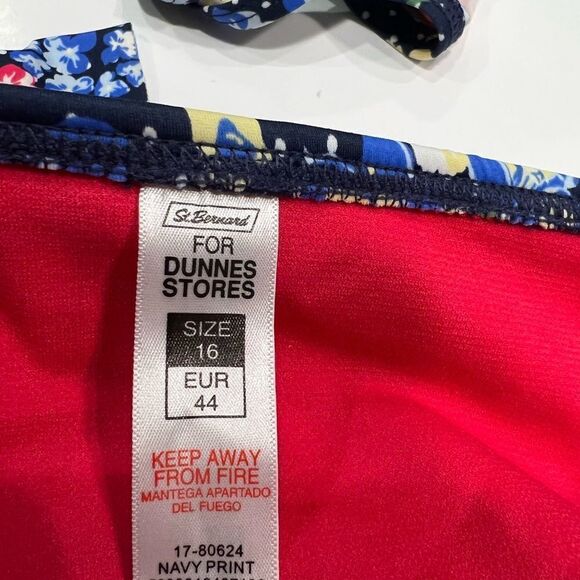 St. Bernard
FOR
DUNNES
STORES
SIZE
16
EUR
44
KEEP AWAY
FROM FIRE
MANTEGA APARTADO
DEL FUEGO
17-80624
NAVY PRINT